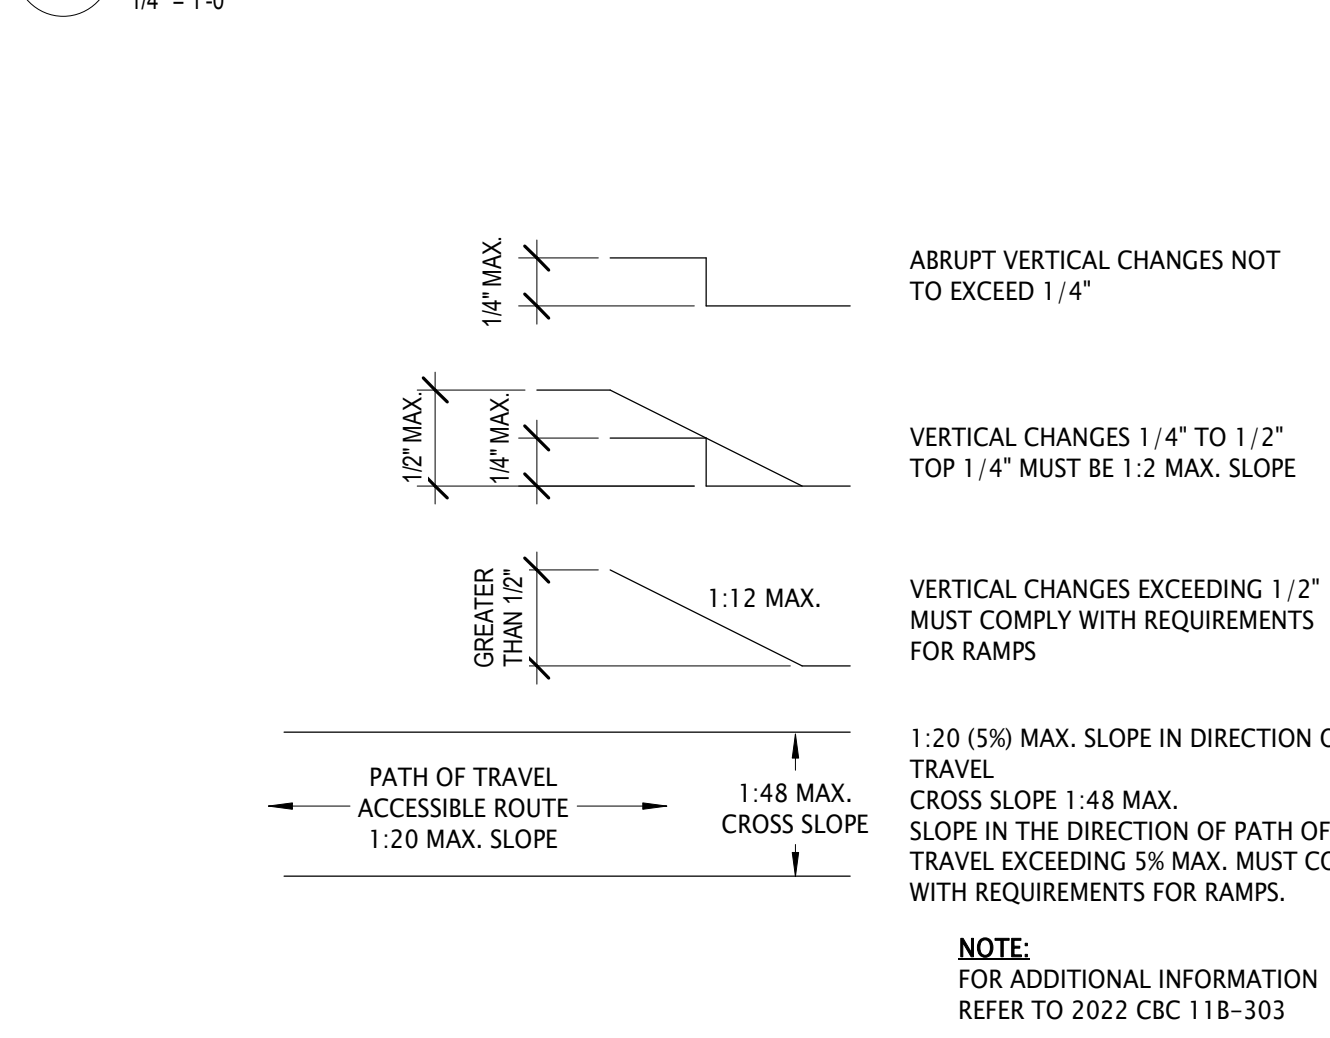 1/4" = 1'-0"
1/4" MAX.
ABRUPT VERTICAL CHANGES NOT
TO EXCEED 1/4"
1/2" MAX.
1/4" MAX.
VERTICAL CHANGES 1/4" TO 1/2"
TOP 1/4" MUST BE 1:2 MAX. SLOPE
GREATER
THAN 1/2"
1:12 MAX.
VERTICAL CHANGES EXCEEDING 1/2"
MUST COMPLY WITH REQUIREMENTS
FOR RAMPS
PATH OF TRAVEL
ACCESSIBLE ROUTE
1:20 MAX. SLOPE
1:48 MAX.
CROSS SLOPE
1:20 (5%) MAX. SLOPE IN DIRECTION
TRAVEL
CROSS SLOPE 1:48 MAX.
SLOPE IN THE DIRECTION OF PATH OF
TRAVEL EXCEEDING 5% MAX. MUST
WITH REQUIREMENTS FOR RAMPS.
NOTE:
FOR ADDITIONAL INFORMATION
REFER TO 2022 CBC 11B-303